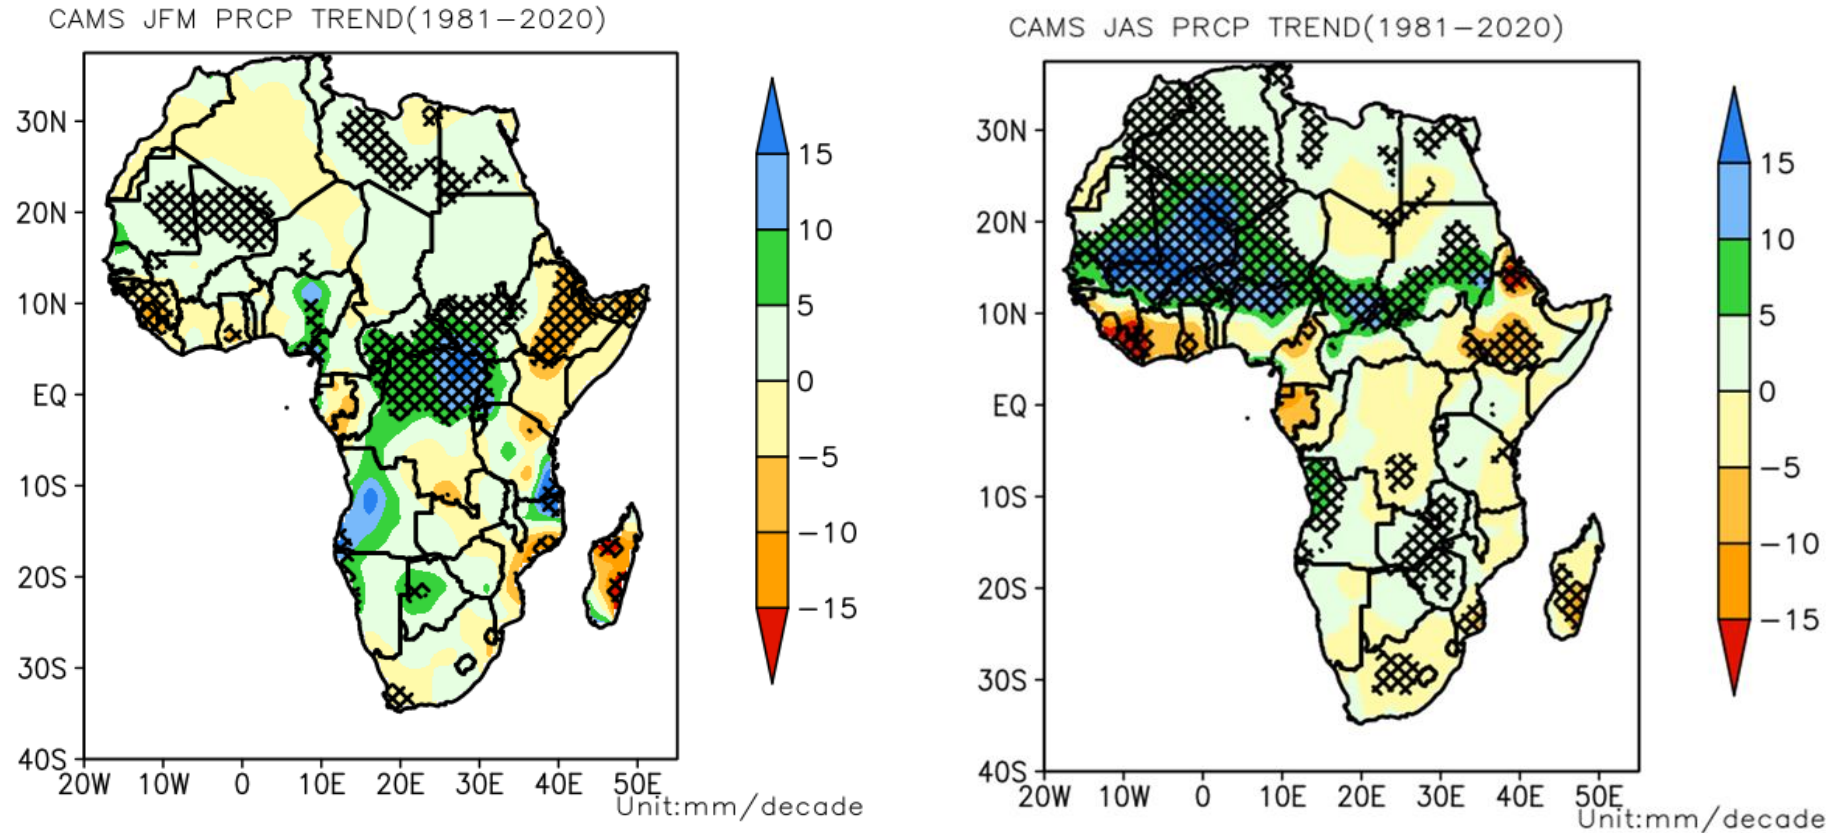 CAMS JFM PRCP TREND(1981−2020)
30N
20N
10N
EQ
10S
20S
30S
40S
20W 10W 0 10E 20E 30E 40E 50E
15
10
5
0
−5
−10
−15
Unit:mm/decade
CAMS JAS PRCP TREND(1981−2020)
30N
20N
10N
EQ
10S
20S
30S
40S
20W 10W 0 10E 20E 30E 40E 50E
15
10
5
0
−5
−10
−15
Unit:mm/decade